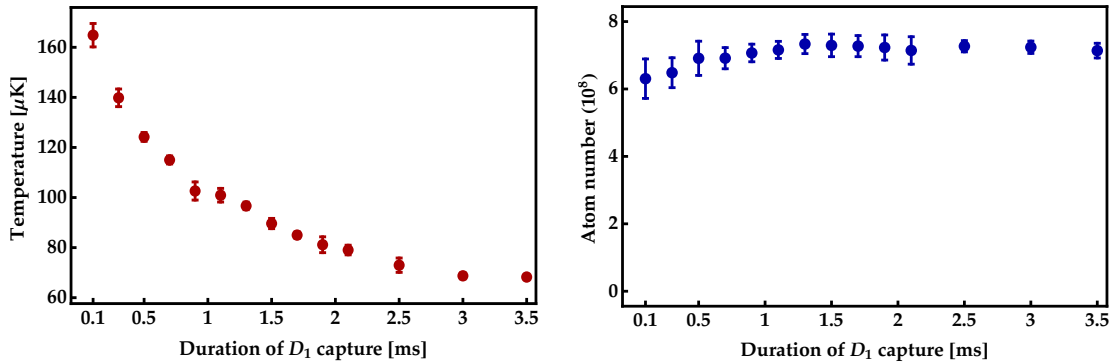 Temperature [μK]
160
140
120
100
80
60
0.1 0.5 1 1.5 2 2.5 3 3.5
Duration of D₁ capture [ms]
Atom number (10⁸)
8
6
4
2
0
0.1 0.5 1 1.5 2 2.5 3 3.5
Duration of D₁ capture [ms]